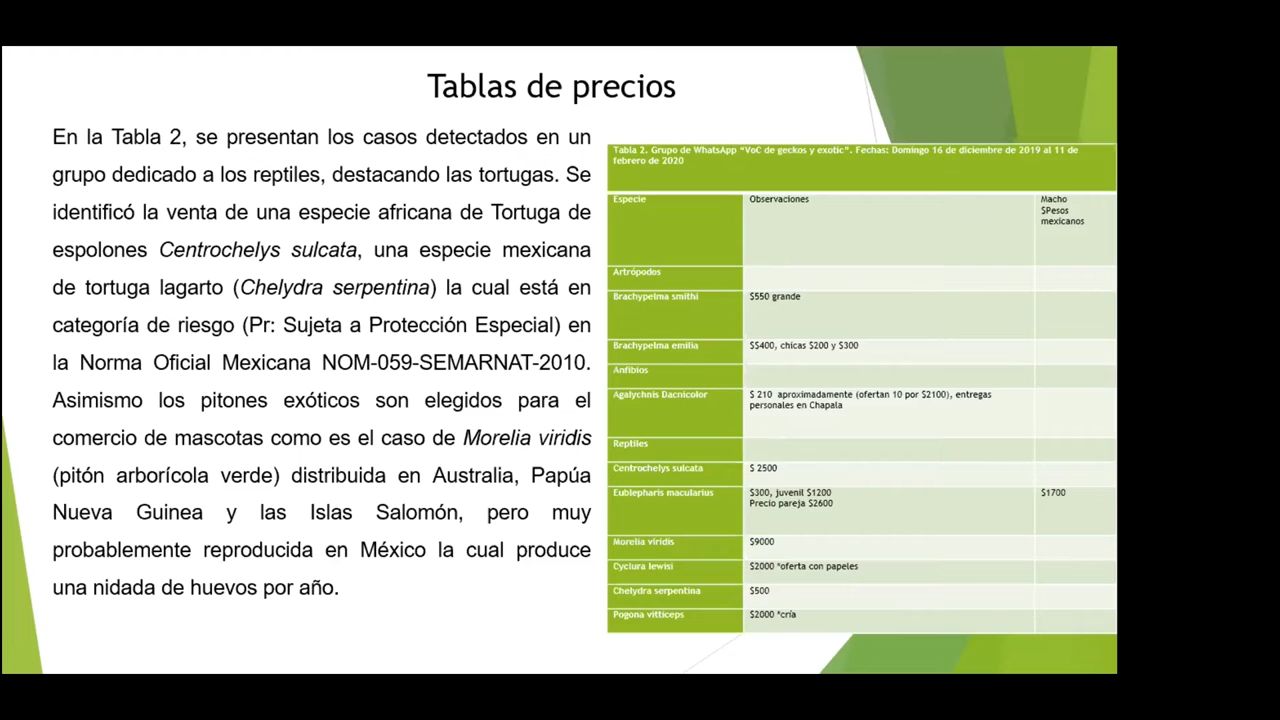 Tablas de precios
En la Tabla 2, se presentan los casos detectados en un
grupo dedicado a los reptiles, destacando las tortugas. Se
identificó la venta de una especie africana de Tortuga de
espolones Centrochelys sulcata, una especie mexicana
de tortuga lagarto (Chelydra serpentina) la cual está en
categoría de riesgo (Pr: Sujeta a Protección Especial) en
la Norma Oficial Mexicana NOM-059-SEMARNAT-2010.
Asimismo los pitones exóticos son elegidos para el
comercio de mascotas como es el caso de Morelia viridis
(pitón arborícola verde) distribuida en Australia, Papúa
Nueva Guinea y las Islas Salomón, pero muy
probablemente reproducida en México la cual produce
una nidada de huevos por año.
Tabla 2. Grupo de WhatsApp "VoC de geckos y exotic". Fechas: Domingo 16 de diciembre de 2019 al 11 de
febrero de 2020
Especie Observaciones Macho
$Pesos
mexicanos
Artrópodos
Brachypelma smithi $550 grande
Brachypelma emilia $$400, chicas $200 y $300
Anfibios
Agalychnis Dacnicolor $ 210 aproximadamente (ofertan 10 por $2100), entregas
personales en Chapala
Reptiles
Centrochelys sulcata $ 2500
Eublepharis macularius $300, juvenil $1200 $1700
Precio pareja $2600
Morelia viridis $9000
Cyclura lewisi $2000 *oferta con papeles
Chelydra serpentina $500
Pogona vitticeps $2000 *cría